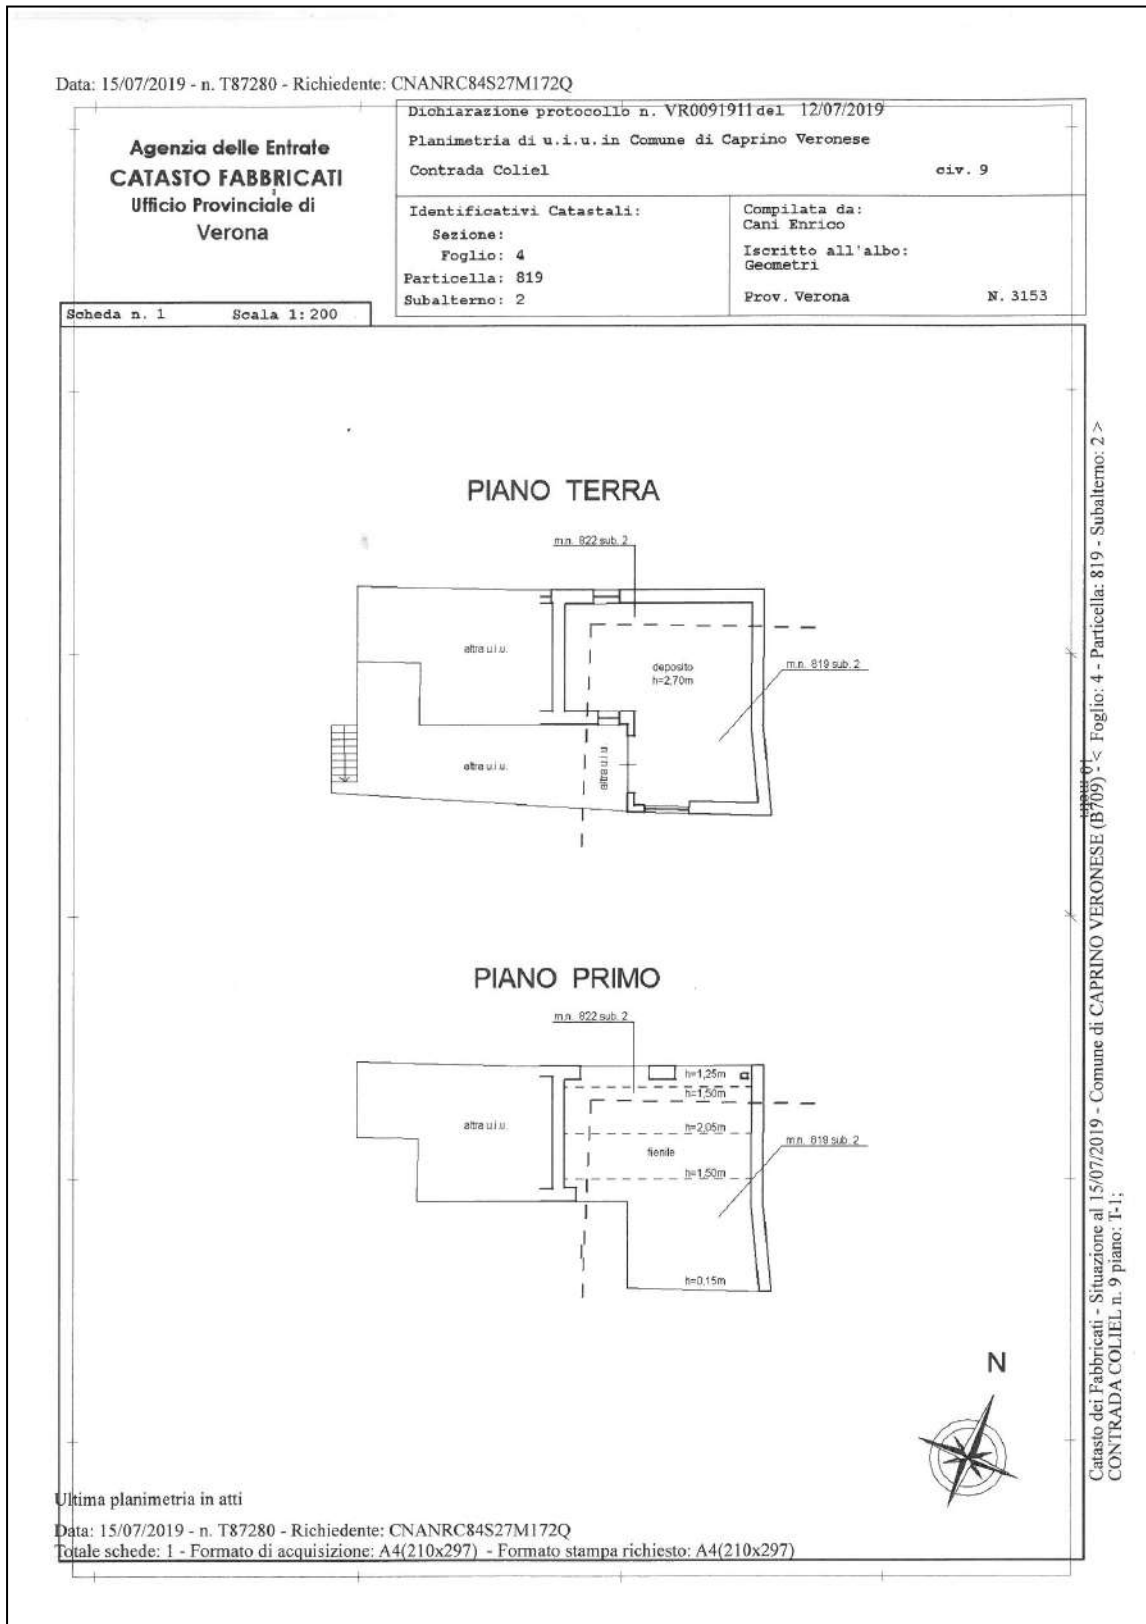 Data: 15/07/2019 - n. T87280 - Richiedente: CNANRC84S27M172Q
Agenzia delle Entrate
CATASTO FABBRICATI
Ufficio Provinciale di
Verona
Dichiarazione protocollo n. VR0091911 del 12/07/2019
Planimetria di u.i.u. in Comune di Caprino Veronese
Contrada Coliel civ. 9
Identificativi Catastali:
Sezione:
Foglio: 4
Particella: 819
Subalterno: 2
Compilata da:
Cani Enrico
Iscritto all'albo:
Geometri
Prov. Verona N. 3153
Scheda n. 1 Scala 1:200
PIANO TERRA
m.n. 822 sub. 2
altra u.i.u.
deposito
h=2,70m
m.n. 819 sub. 2
altra u.i.u.
altra u.i.u.
PIANO PRIMO
m.n. 822 sub. 2
h=1,25m
h=1,50m
altra u.i.u.
h=2,05m
fienile
m.n. 819 sub. 2
h=1,50m
h=0,15m
N
10 metri
Catasto dei Fabbricati - Situazione al 15/07/2019 - Comune di CAPRINO VERONESE (B709) - < Foglio: 4 - Particella: 819 - Subalterno: 2 >
CONTRADA COLIEL n. 9 piano: T-1;
Ultima planimetria in atti
Data: 15/07/2019 - n. T87280 - Richiedente: CNANRC84S27M172Q
Totale schede: 1 - Formato di acquisizione: A4(210x297) - Formato stampa richiesto: A4(210x297)